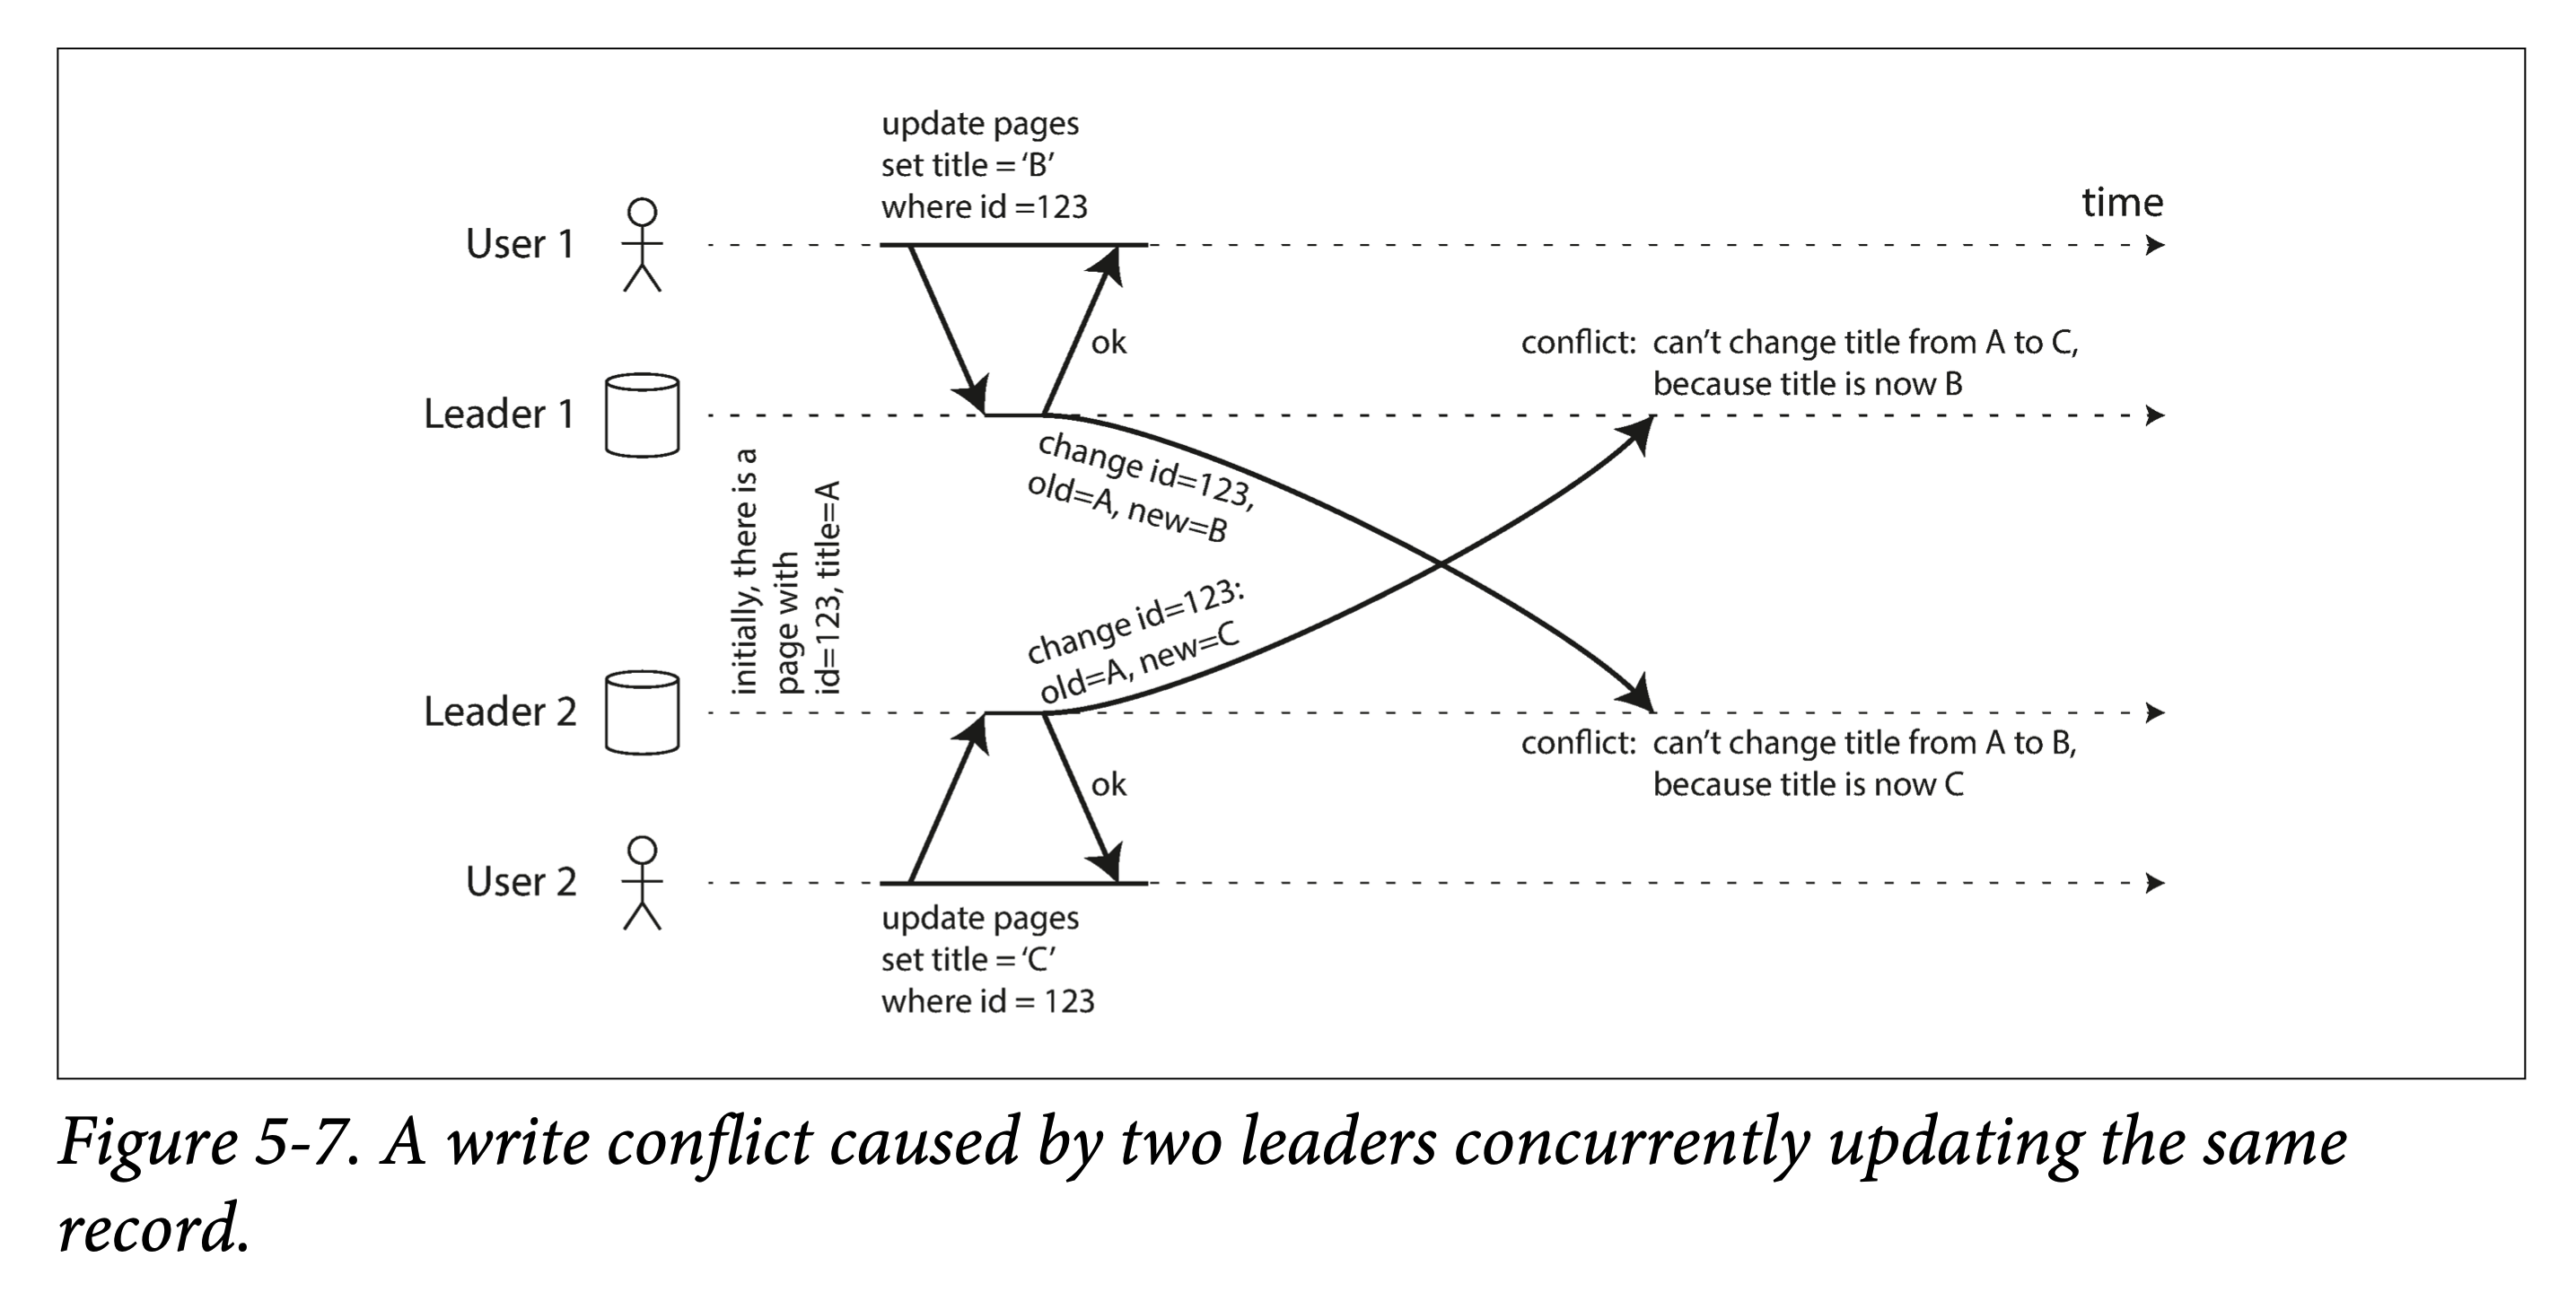 update pages
set title = ‘B’
where id =123
time
User 1
ok
conflict: can’t change title from A to C,
because title is now B
Leader 1
change id=123,
old=A, new=B
initially, there is a
page with
id=123, title=A
change id=123:
old=A, new=C
Leader 2
conflict: can’t change title from A to B,
because title is now C
ok
User 2
update pages
set title = ‘C’
where id = 123
Figure 5-7. A write conflict caused by two leaders concurrently updating the same
record.